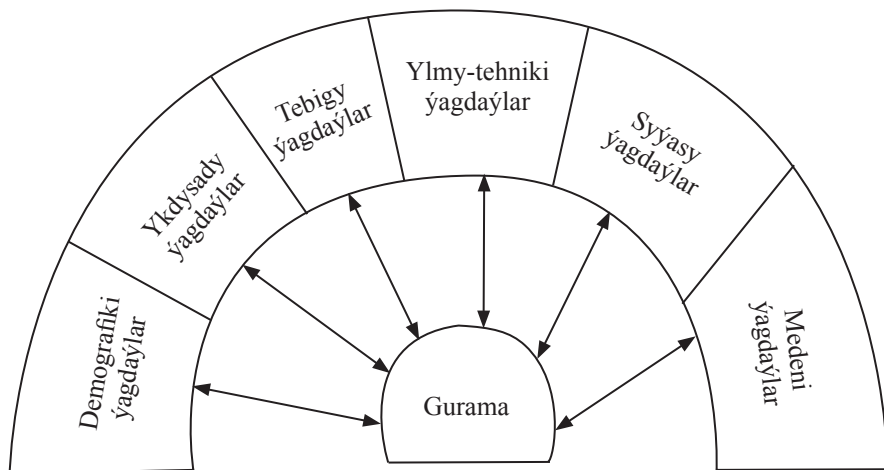 Demografiki
ýagdaýlar
Ykdysady
ýagdaýlar
Tebigy
ýagdaýlar
Ylmy-tehniki
ýagdaýlar
Syýasy
ýagdaýlar
Medeni
ýagdaýlar
Gurama